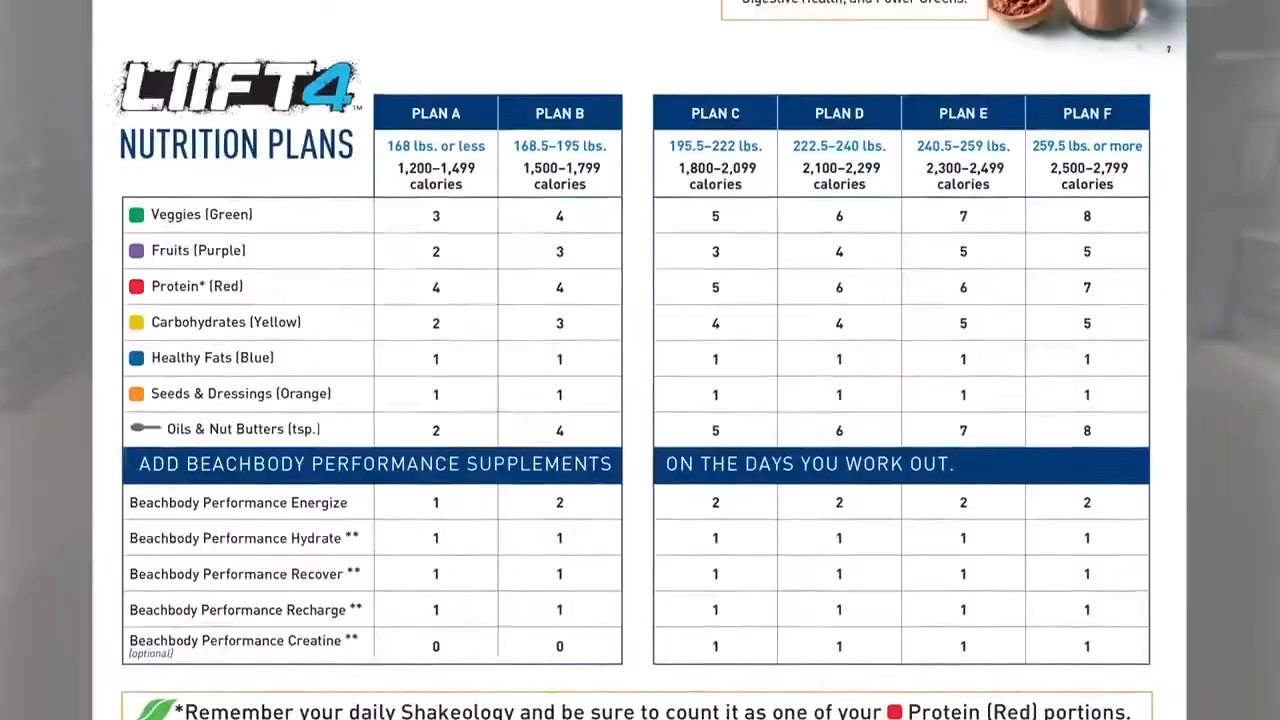 Digestive Health, and Power Greens.
7
LIIFT4™
NUTRITION PLANS
PLAN A PLAN B PLAN C PLAN D PLAN E PLAN F
168 lbs. or less 168.5–195 lbs. 195.5–222 lbs. 222.5–240 lbs. 240.5–259 lbs. 259.5 lbs. or more
1,200–1,499 1,500–1,799 1,800–2,099 2,100–2,299 2,300–2,499 2,500–2,799
calories calories calories calories calories calories
Veggies (Green) 3 4 5 6 7 8
Fruits (Purple) 2 3 3 4 5 5
Protein* (Red) 4 4 5 6 6 7
Carbohydrates (Yellow) 2 3 4 4 5 5
Healthy Fats (Blue) 1 1 1 1 1 1
Seeds & Dressings (Orange) 1 1 1 1 1 1
Oils & Nut Butters (tsp.) 2 4 5 6 7 8
ADD BEACHBODY PERFORMANCE SUPPLEMENTS ON THE DAYS YOU WORK OUT.
Beachbody Performance Energize 1 2 2 2 2 2
Beachbody Performance Hydrate ** 1 1 1 1 1 1
Beachbody Performance Recover ** 1 1 1 1 1 1
Beachbody Performance Recharge ** 1 1 1 1 1 1
Beachbody Performance Creatine ** 0 0 1 1 1 1
(optional)
*Remember your daily Shakeology and be sure to count it as one of your Protein (Red) portions.